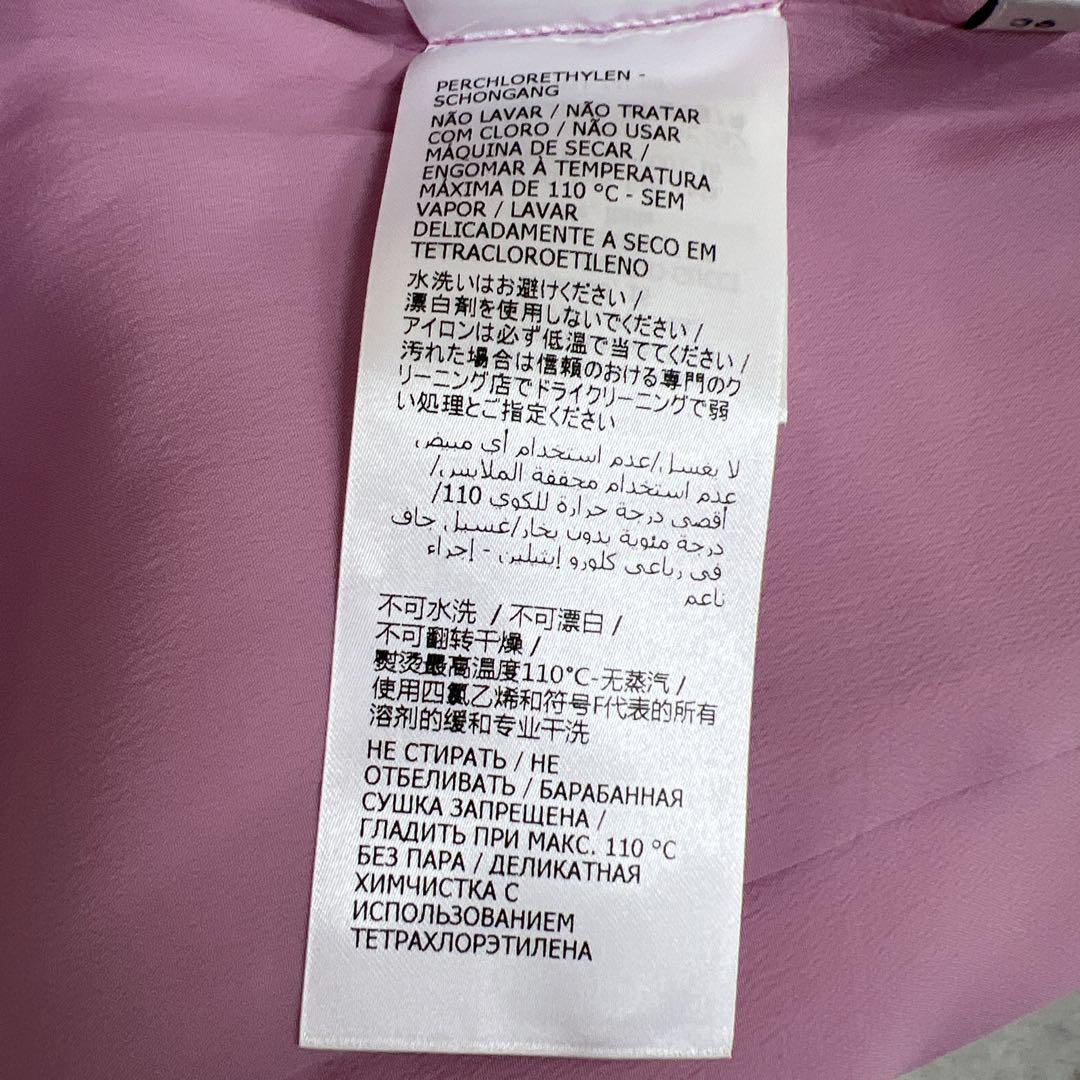 PERCHLORETHYLEN -
SCHONGANG
NÃO LAVAR / NÃO TRATAR
COM CLORO / NÃO USAR
MÁQUINA DE SECAR /
ENGOMAR À TEMPERATURA
MÁXIMA DE 110 °C - SEM
VAPOR / LAVAR
DELICADAMENTE A SECO EM
TETRACLOROETILENO
水洗いはお避けください /
漂白剤を使用しないでください /
アイロンは必ず低温で当ててください /
汚れた場合は信頼のおける専門のク
リーニング店でドライクリーニングで弱
い処理とご指定ください
لا يغسل/عدم استخدام أي مبيض،
عدم استخدام مجففة الملابس/
أقصى درجة حرارة للكوي 110/
درجة مئوية بدون بخار/غسيل جاف
في رباعي كلورو إيثيلين - إجراء
ناعم
不可水洗 / 不可漂白 /
不可翻转干燥 /
熨烫最高温度110°C-无蒸汽 /
使用四氯乙烯和符号F代表的所有
溶剂的缓和专业干洗
НЕ СТИРАТЬ / НЕ
ОТБЕЛИВАТЬ / БАРАБАННАЯ
СУШКА ЗАПРЕЩЕНА /
ГЛАДИТЬ ПРИ МАКС. 110 °C
БЕЗ ПАРА / ДЕЛИКАТНАЯ
ХИМЧИСТКА С
ИСПОЛЬЗОВАНИЕМ
ТЕТРАХЛОРЭТИЛЕНА